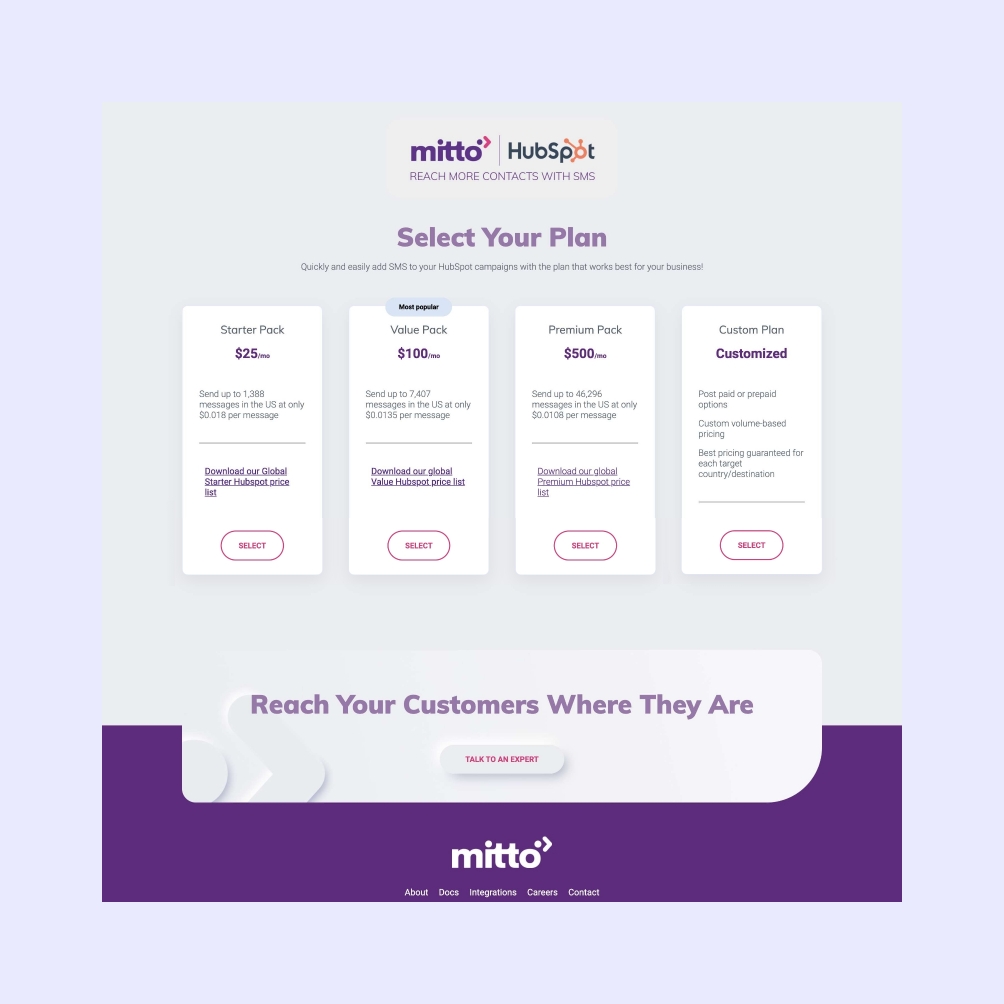 mitto | HubSpot
REACH MORE CONTACTS WITH SMS
Select Your Plan
Quickly and easily add SMS to your HubSpot campaigns with the plan that works best for your business!
Starter Pack
$25/mo
Send up to 1,388
messages in the US at only
$0.018 per message
Download our Global
Starter Hubspot price
list
SELECT
Most popular
Value Pack
$100/mo
Send up to 7,407
messages in the US at only
$0.0135 per message
Download our global
Value Hubspot price list
SELECT
Premium Pack
$500/mo
Send up to 46,296
messages in the US at only
$0.0108 per message
Download our global
Premium Hubspot price
list
SELECT
Custom Plan
Customized
Post paid or prepaid
options
Custom volume-based
pricing
Best pricing guaranteed for
each target
country/destination
SELECT
Reach Your Customers Where They Are
TALK TO AN EXPERT
mitto
About Docs Integrations Careers Contact